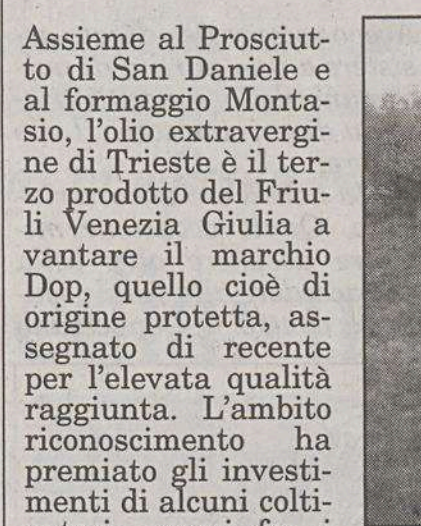 Assieme al Prosciut-
to di San Daniele e
al formaggio Monta-
sio, l'olio extravergi-
ne di Trieste è il ter-
zo prodotto del Friu-
li Venezia Giulia a
vantare il marchio
Dop, quello cioè di
origine protetta, as-
segnato di recente
per l'elevata qualità
raggiunta. L'ambito
riconoscimento ha
premiato gli investi-
menti di alcuni colti-